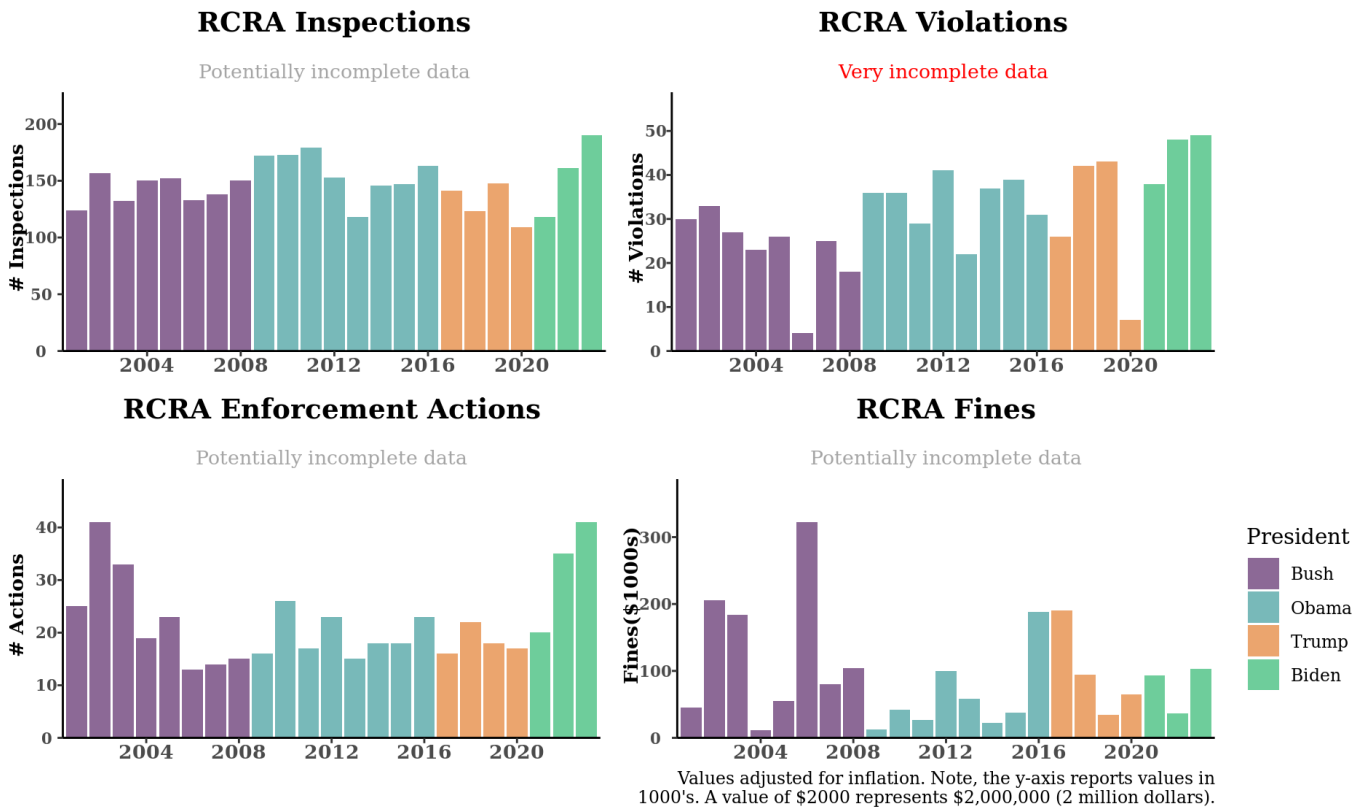 RCRA Inspections
Potentially incomplete data
# Inspections
200
150
100
50
0
2004 2008 2012 2016 2020
RCRA Violations
Very incomplete data
# Violations
50
40
30
20
10
0
2004 2008 2012 2016 2020
RCRA Enforcement Actions
Potentially incomplete data
# Actions
40
30
20
10
0
2004 2008 2012 2016 2020
RCRA Fines
Potentially incomplete data
Fines($1000s)
300
200
100
0
2004 2008 2012 2016 2020
President
Bush
Obama
Trump
Biden
Values adjusted for inflation. Note, the y-axis reports values in
1000's. A value of $2000 represents $2,000,000 (2 million dollars).